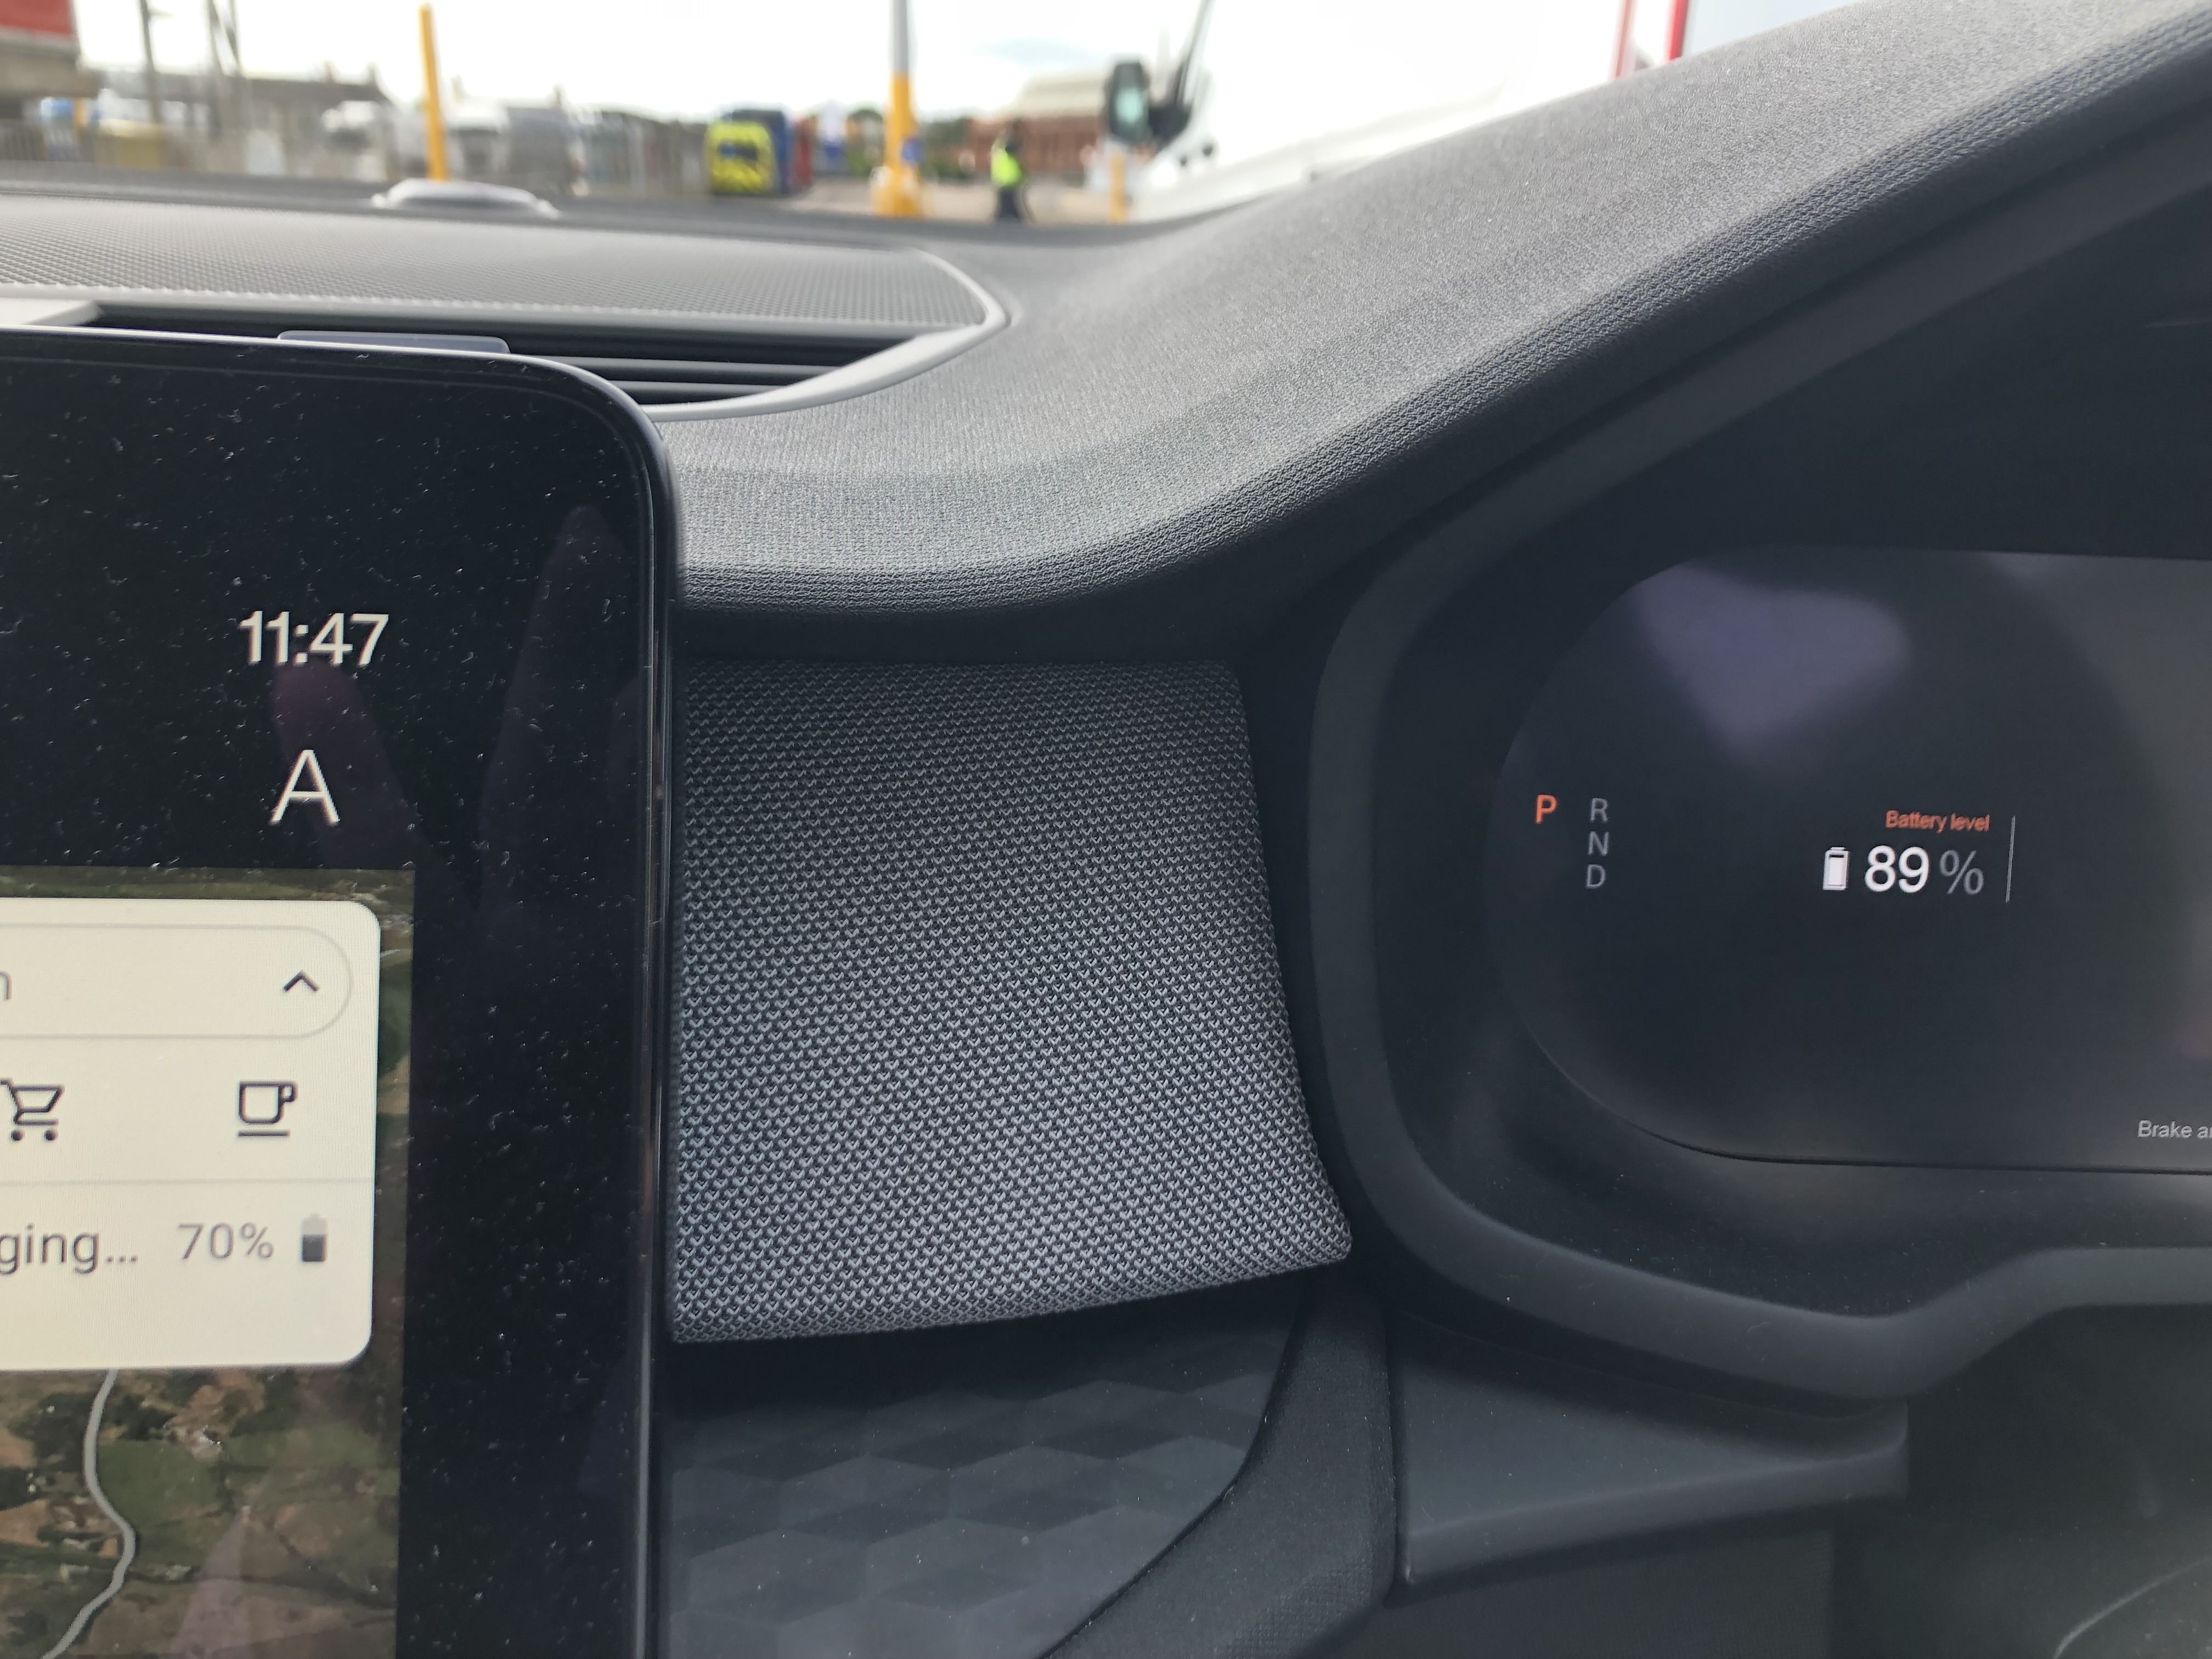 11:47
A
ging... 70%
P R
N
D
Battery level
89 %
Brake a